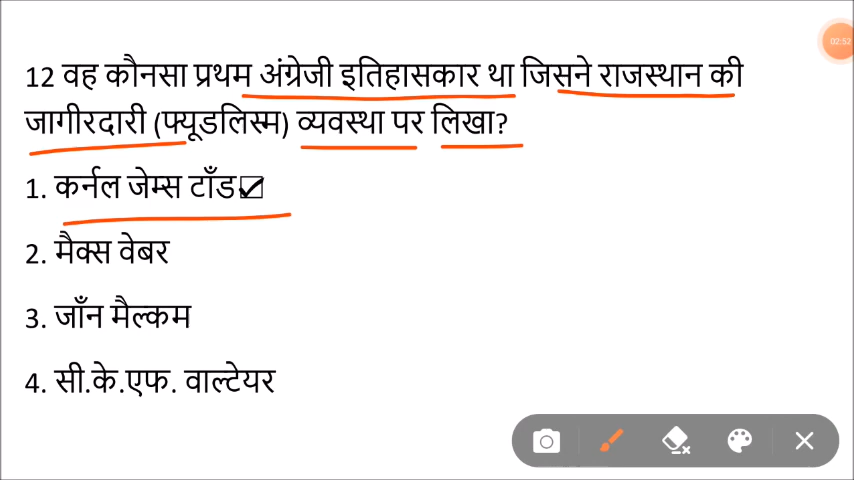 02:52
12 वह कौनसा प्रथम अंग्रेजी इतिहासकार था जिसने राजस्थान की
जागीरदारी (फ्यूडलिस्म) व्यवस्था पर लिखा?
1. कर्नल जेम्स टाँड☑
2. मैक्स वेबर
3. जाँन मैल्कम
4. सी.के.एफ. वाल्टेयर